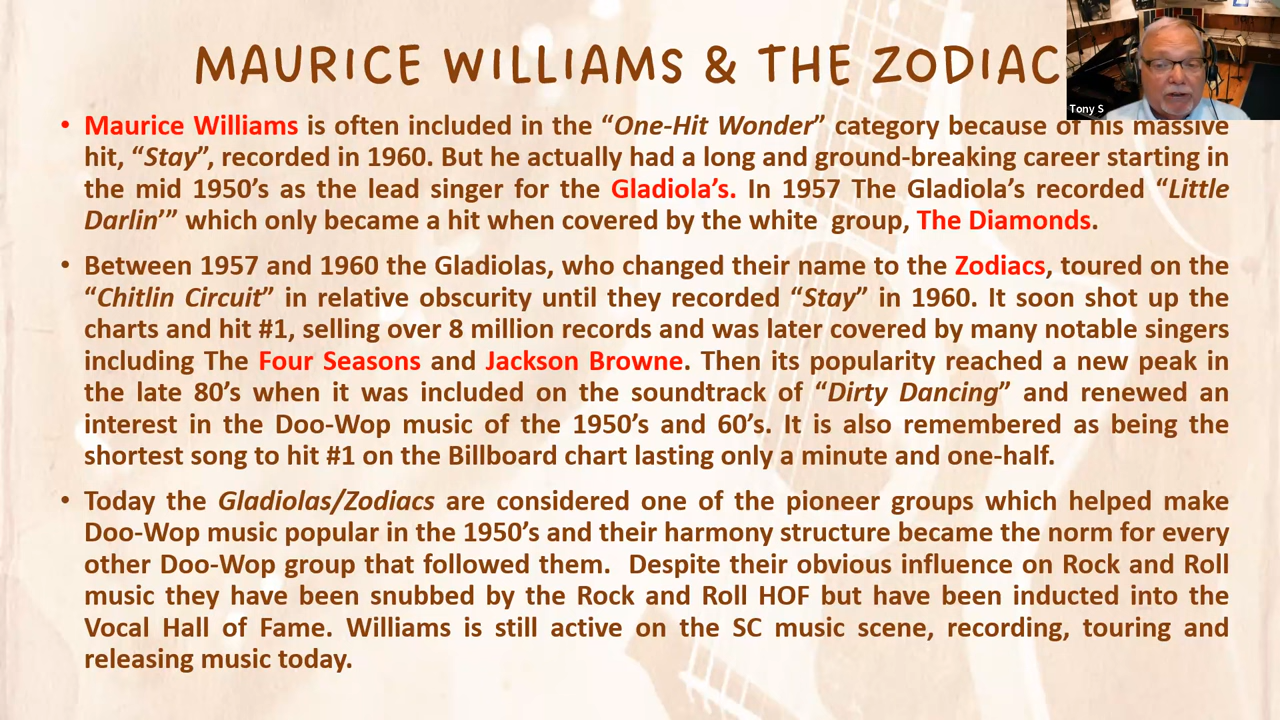 MAURICE WILLIAMS & THE ZODIAC
Tony S
• Maurice Williams is often included in the “One-Hit Wonder” category because of his massive
hit, “Stay”, recorded in 1960. But he actually had a long and ground-breaking career starting in
the mid 1950’s as the lead singer for the Gladiola’s. In 1957 The Gladiola’s recorded “Little
Darlin’” which only became a hit when covered by the white group, The Diamonds.
• Between 1957 and 1960 the Gladiolas, who changed their name to the Zodiacs, toured on the
“Chitlin Circuit” in relative obscurity until they recorded “Stay” in 1960. It soon shot up the
charts and hit #1, selling over 8 million records and was later covered by many notable singers
including The Four Seasons and Jackson Browne. Then its popularity reached a new peak in
the late 80’s when it was included on the soundtrack of “Dirty Dancing” and renewed an
interest in the Doo-Wop music of the 1950’s and 60’s. It is also remembered as being the
shortest song to hit #1 on the Billboard chart lasting only a minute and one-half.
• Today the Gladiolas/Zodiacs are considered one of the pioneer groups which helped make
Doo-Wop music popular in the 1950’s and their harmony structure became the norm for every
other Doo-Wop group that followed them. Despite their obvious influence on Rock and Roll
music they have been snubbed by the Rock and Roll HOF but have been inducted into the
Vocal Hall of Fame. Williams is still active on the SC music scene, recording, touring and
releasing music today.